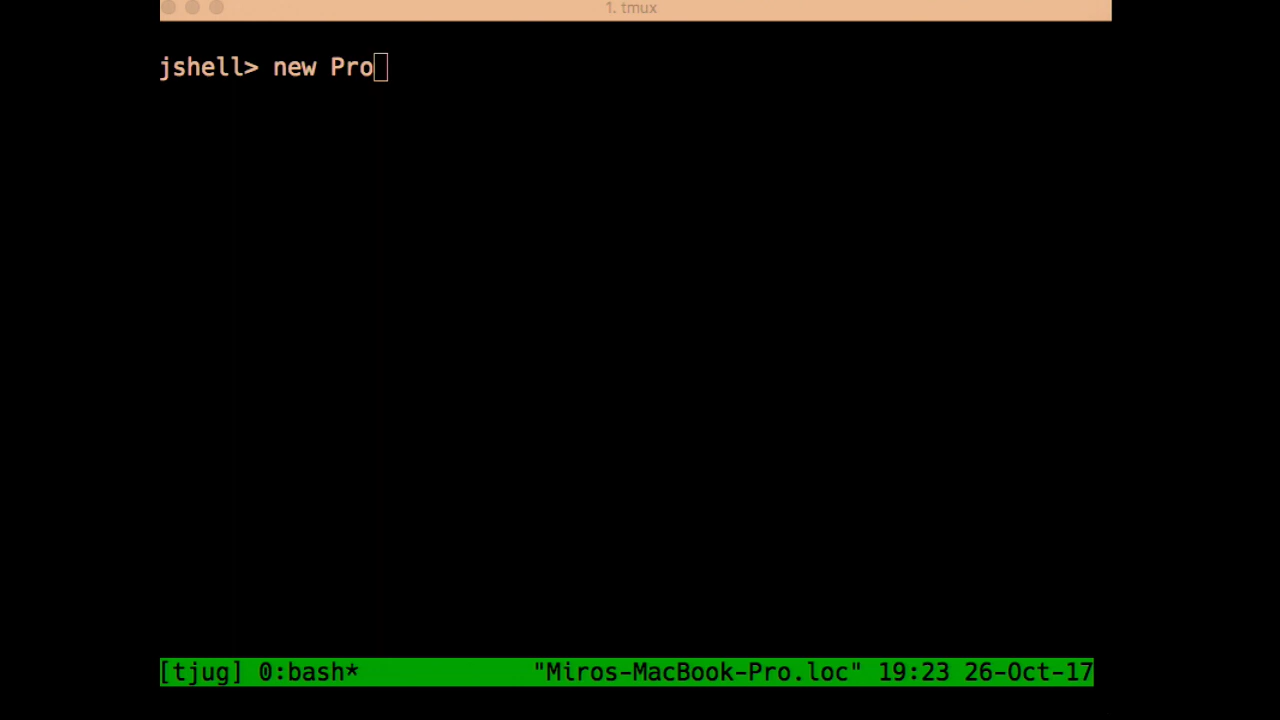 1. tmux
jshell> new Pro
[tjug] 0:bash* "Miros-MacBook-Pro.loc" 19:23 26-Oct-17